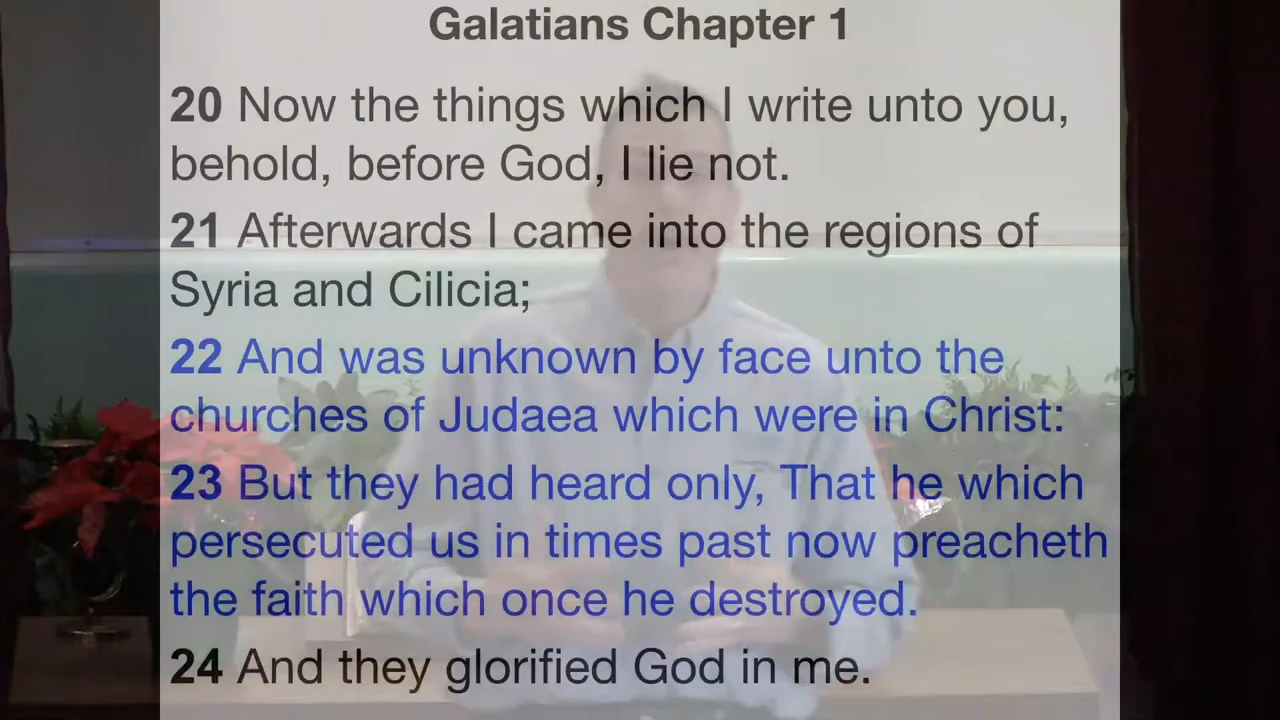 Galatians Chapter 1
20 Now the things which I write unto you,
behold, before God, I lie not.
21 Afterwards I came into the regions of
Syria and Cilicia;
22 And was unknown by face unto the
churches of Judaea which were in Christ:
23 But they had heard only, That he which
persecuted us in times past now preacheth
the faith which once he destroyed.
24 And they glorified God in me.